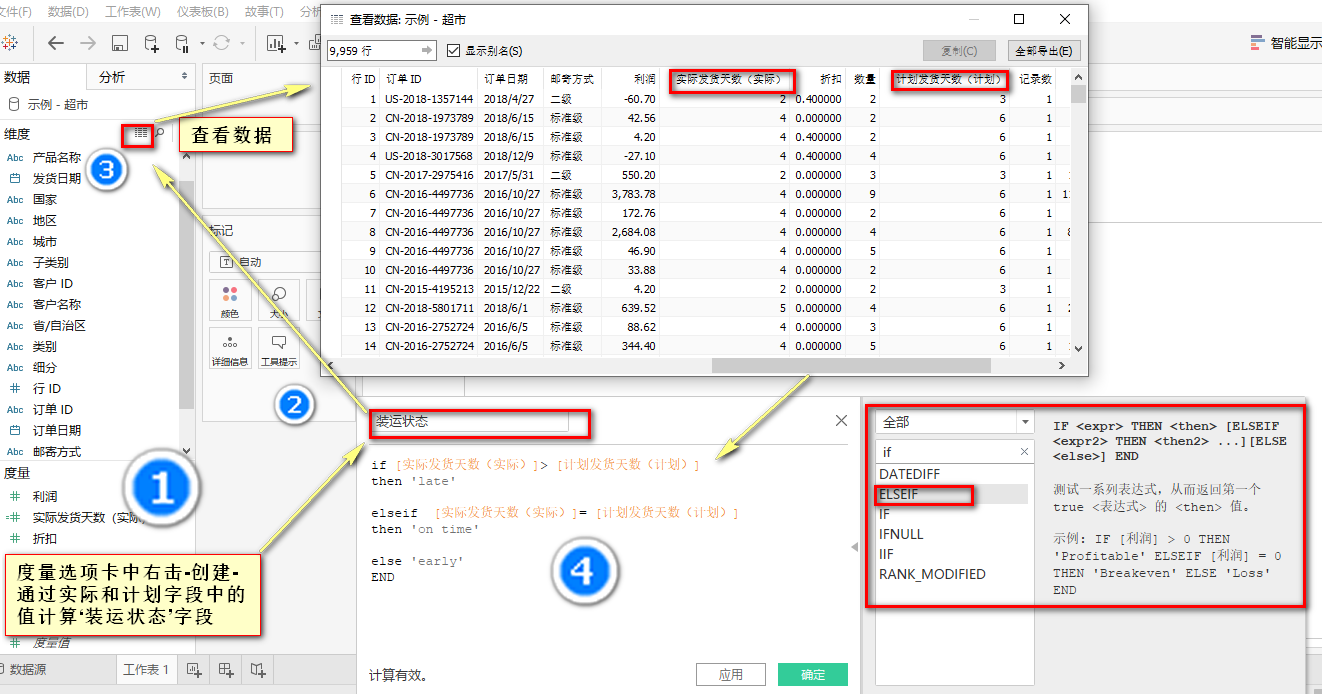 文件(F) 数据(D) 工作表(W) 仪表板(B) 故事(T) 分析
查看数据: 示例 - 超市
9,959 行
显示别名(S)
复制(C)
全部导出(E)
智能显示
行 ID 订单 ID 订单日期 邮寄方式 利润 实际发货天数（实际） 折扣 数量 计划发货天数（计划） 记录数
1 US-2018-1357144 2018/4/27 二级 -60.70 2 0.400000 2 3 1
2 CN-2018-1973789 2018/6/15 标准级 42.56 4 0.000000 2 6 1
3 CN-2018-1973789 2018/6/15 标准级 4.20 4 0.400000 2 6 1
4 US-2018-3017568 2018/12/9 标准级 -27.10 4 0.400000 4 6 1
5 CN-2017-2975416 2017/5/31 二级 550.20 2 0.000000 3 3 1
6 CN-2016-4497736 2016/10/27 标准级 3,783.78 4 0.000000 9 6 1
7 CN-2016-4497736 2016/10/27 标准级 172.76 4 0.000000 2 6 1
8 CN-2016-4497736 2016/10/27 标准级 2,684.08 4 0.000000 4 6 1
9 CN-2016-4497736 2016/10/27 标准级 46.90 4 0.000000 5 6 1
10 CN-2016-4497736 2016/10/27 标准级 33.88 4 0.000000 2 6 1
11 CN-2015-4195213 2015/12/22 二级 4.20 2 0.000000 2 3 1
12 CN-2018-5801711 2018/6/1 标准级 639.52 5 0.000000 4 6 1
13 CN-2016-2752724 2016/6/5 标准级 88.62 4 0.000000 3 6 1
14 CN-2016-2752724 2016/6/5 标准级 344.40 4 0.000000 5 6 1
数据 分析
示例 - 超市
维度
Abc 产品名称
发货日期
Abc 国家
Abc 地区
Abc 城市
Abc 子类别
Abc 客户 ID
Abc 客户名称
Abc 省/自治区
Abc 类别
Abc 细分
行 ID
Abc 订单 ID
订单日期
Abc 邮寄方式
度量
利润
实际发货天数（实际
折扣
度量选项卡中右击-创建-
通过实际和计划字段中的
值计算‘装运状态’字段
度量值
数据源
工作表 1
页面
查看数据
标记
自动
颜色
大小
详细信息
工具提示
1
2
3
4
装运状态
if [实际发货天数（实际）]> [计划发货天数（计划）]
then 'late'
elseif [实际发货天数（实际）]= [计划发货天数（计划）]
then 'on time'
else 'early'
END
计算有效。
应用
确定
全部
if
DATEDIFF
ELSEIF
IF
IFNULL
IIF
RANK_MODIFIED
IF <expr> THEN <then> [ELSEIF
<expr2> THEN <then2> ...][ELSE
<else>] END
测试一系列表达式，从而返回第一个
true <表达式> 的 <then> 值。
示例: IF [利润] > 0 THEN
'Profitable' ELSEIF [利润] = 0
THEN 'Breakeven' ELSE 'Loss'
END